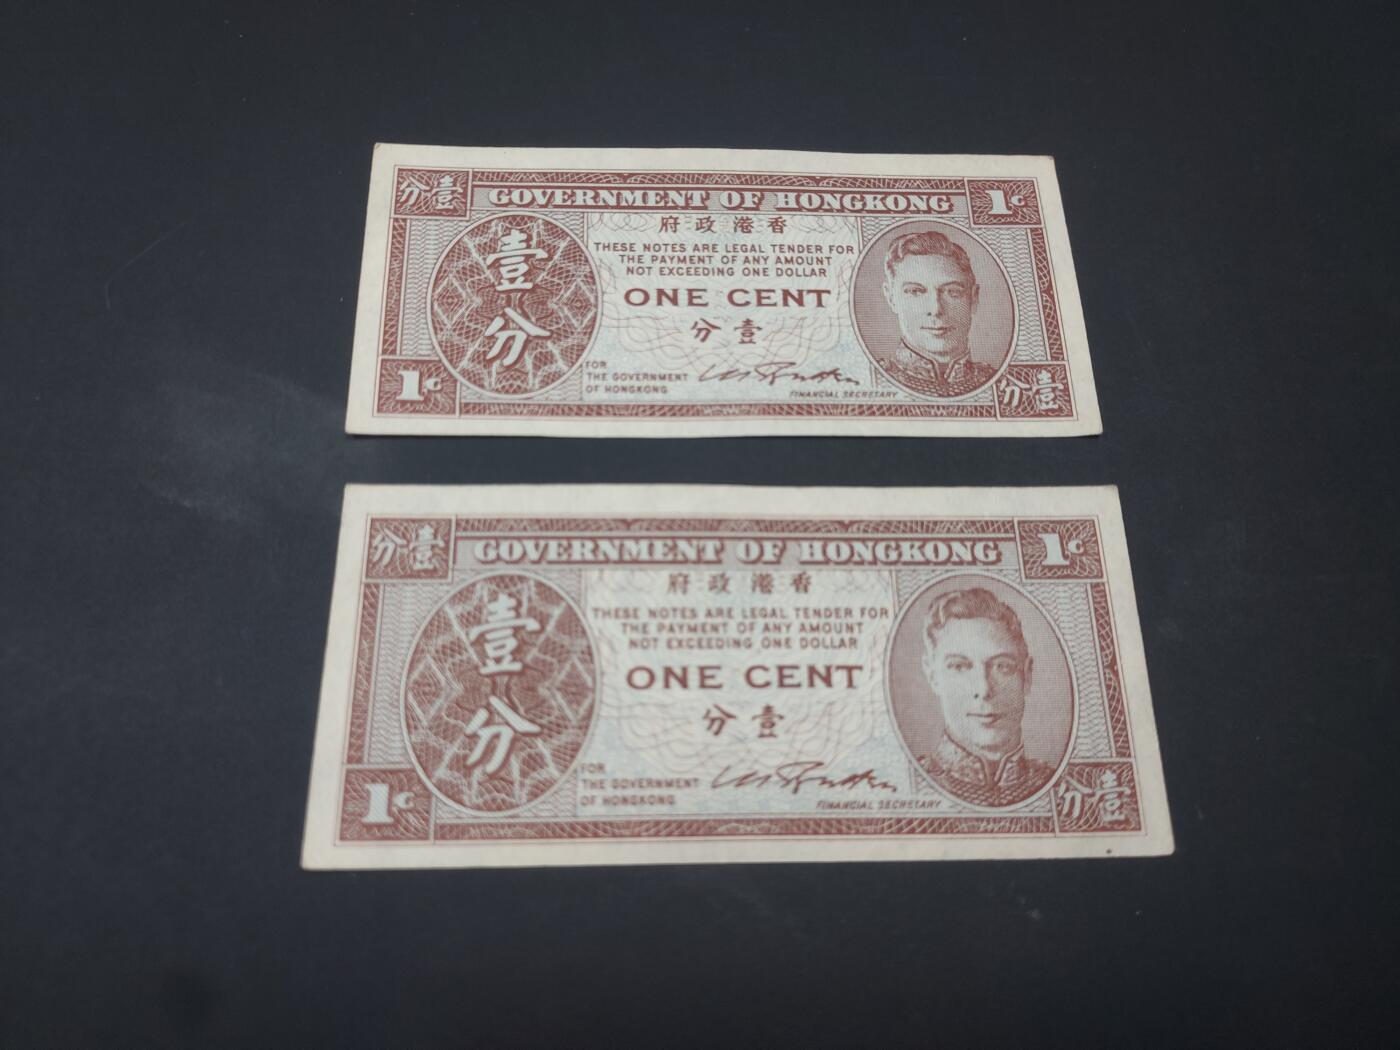 分壹
GOVERNMENT OF HONGKONG
1c
府政港香
壹
分
THESE NOTES ARE LEGAL TENDER FOR
THE PAYMENT OF ANY AMOUNT
NOT EXCEEDING ONE DOLLAR
ONE CENT
分壹
FOR
THE GOVERNMENT
OF HONGKONG
FINANCIAL SECRETARY
1c
分壹
分壹
GOVERNMENT OF HONGKONG
1c
府政港香
壹
分
THESE NOTES ARE LEGAL TENDER FOR
THE PAYMENT OF ANY AMOUNT
NOT EXCEEDING ONE DOLLAR
ONE CENT
分壹
FOR
THE GOVERNMENT
OF HONGKONG
FINANCIAL SECRETARY
1c
分壹